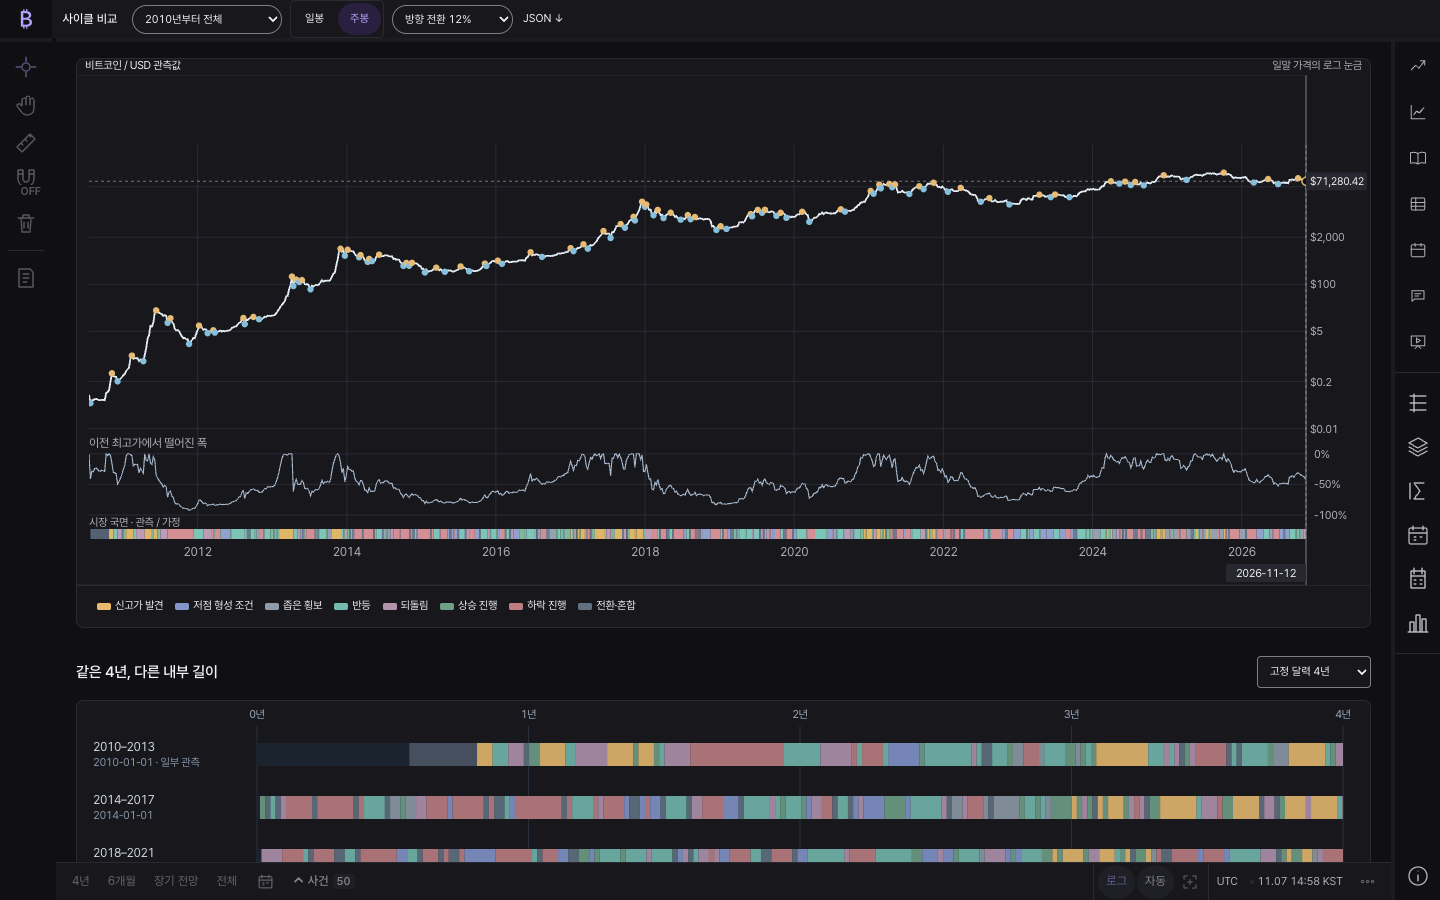 사이클 비교
2010년부터 전체
일봉
주봉
방향 전환 12%
JSON ↓
비트코인 / USD 관측값
일말 가격의 로그 눈금
OFF
$71,280.42
$2,000
$100
$5
$0.2
$0.01
이전 최고가에서 떨어진 폭
0%
-50%
-100%
시장 국면 · 관측 / 가정
2012
2014
2016
2018
2020
2022
2024
2026
2026-11-12
신고가 발견
저점 형성 조건
좁은 횡보
반등
되돌림
상승 진행
하락 진행
전환·혼합
같은 4년, 다른 내부 길이
고정 달력 4년
0년
1년
2년
3년
4년
2010–2013
2010-01-01 · 일부 관측
2014–2017
2014-01-01
2018–2021
4년
6개월
장기 전망
전체
사건
50
로그
자동
UTC
11.07 14:58 KST